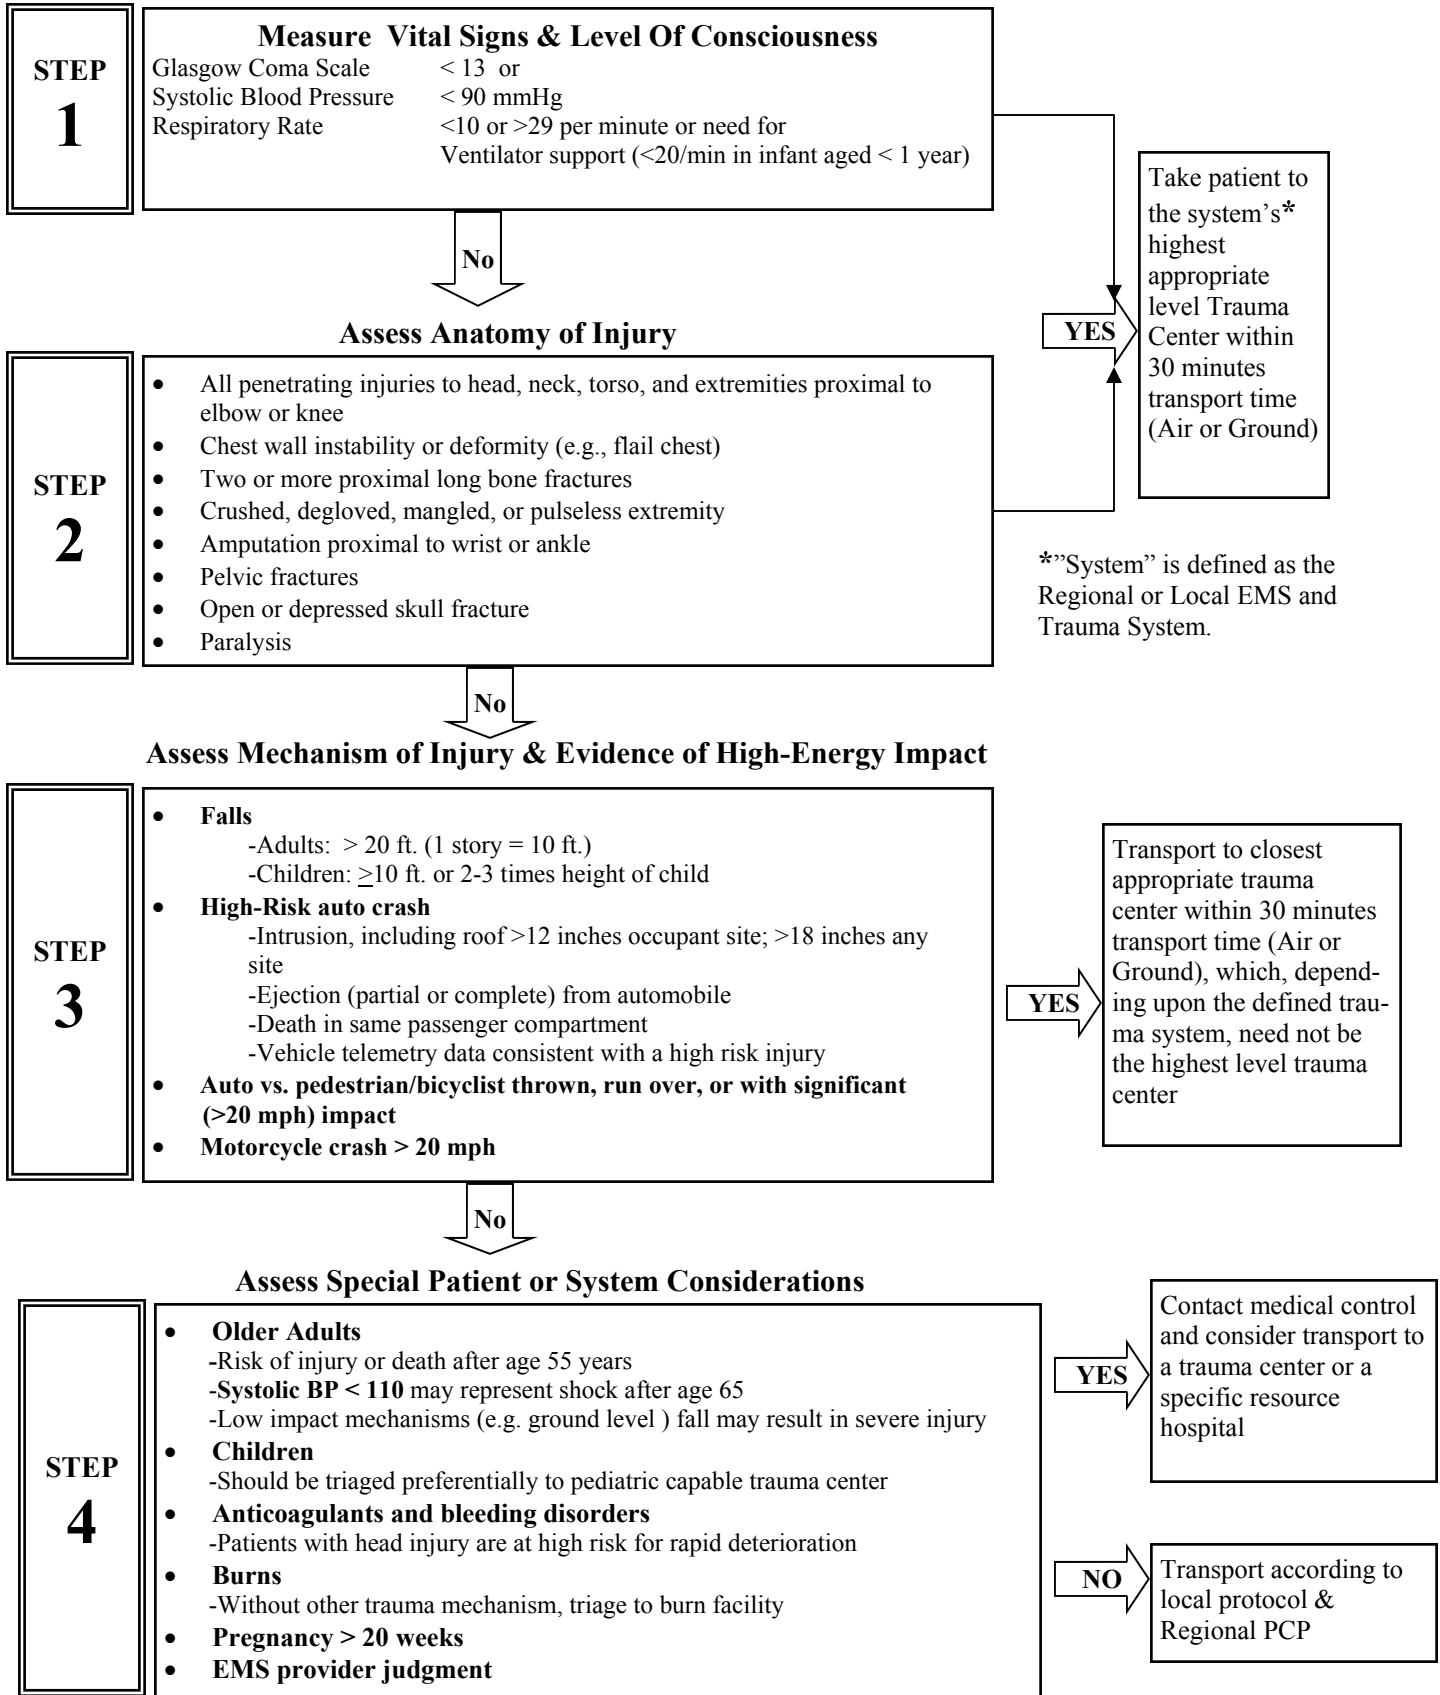 STEP
1
Measure Vital Signs & Level Of Consciousness
Glasgow Coma Scale < 13 or
Systolic Blood Pressure < 90 mmHg
Respiratory Rate <10 or >29 per minute or need for
Ventilator support (<20/min in infant aged < 1 year)
No
YES
Take patient to
the system's*
highest
appropriate
level Trauma
Center within
30 minutes
transport time
(Air or Ground)
Assess Anatomy of Injury
STEP
2
• All penetrating injuries to head, neck, torso, and extremities proximal to
elbow or knee
• Chest wall instability or deformity (e.g., flail chest)
• Two or more proximal long bone fractures
• Crushed, degloved, mangled, or pulseless extremity
• Amputation proximal to wrist or ankle
• Pelvic fractures
• Open or depressed skull fracture
• Paralysis
*”System” is defined as the
Regional or Local EMS and
Trauma System.
No
Assess Mechanism of Injury & Evidence of High-Energy Impact
STEP
3
• Falls
-Adults: > 20 ft. (1 story = 10 ft.)
-Children: >10 ft. or 2-3 times height of child
• High-Risk auto crash
-Intrusion, including roof >12 inches occupant site; >18 inches any
site
-Ejection (partial or complete) from automobile
-Death in same passenger compartment
-Vehicle telemetry data consistent with a high risk injury
• Auto vs. pedestrian/bicyclist thrown, run over, or with significant
(>20 mph) impact
• Motorcycle crash > 20 mph
YES
Transport to closest
appropriate trauma
center within 30 minutes
transport time (Air or
Ground), which, depend-
ing upon the defined trau-
ma system, need not be
the highest level trauma
center
No
Assess Special Patient or System Considerations
STEP
4
• Older Adults
-Risk of injury or death after age 55 years
-Systolic BP < 110 may represent shock after age 65
-Low impact mechanisms (e.g. ground level ) fall may result in severe injury
• Children
-Should be triaged preferentially to pediatric capable trauma center
• Anticoagulants and bleeding disorders
-Patients with head injury are at high risk for rapid deterioration
• Burns
-Without other trauma mechanism, triage to burn facility
• Pregnancy > 20 weeks
• EMS provider judgment
YES
Contact medical control
and consider transport to
a trauma center or a
specific resource
hospital
NO
Transport according to
local protocol &
Regional PCP